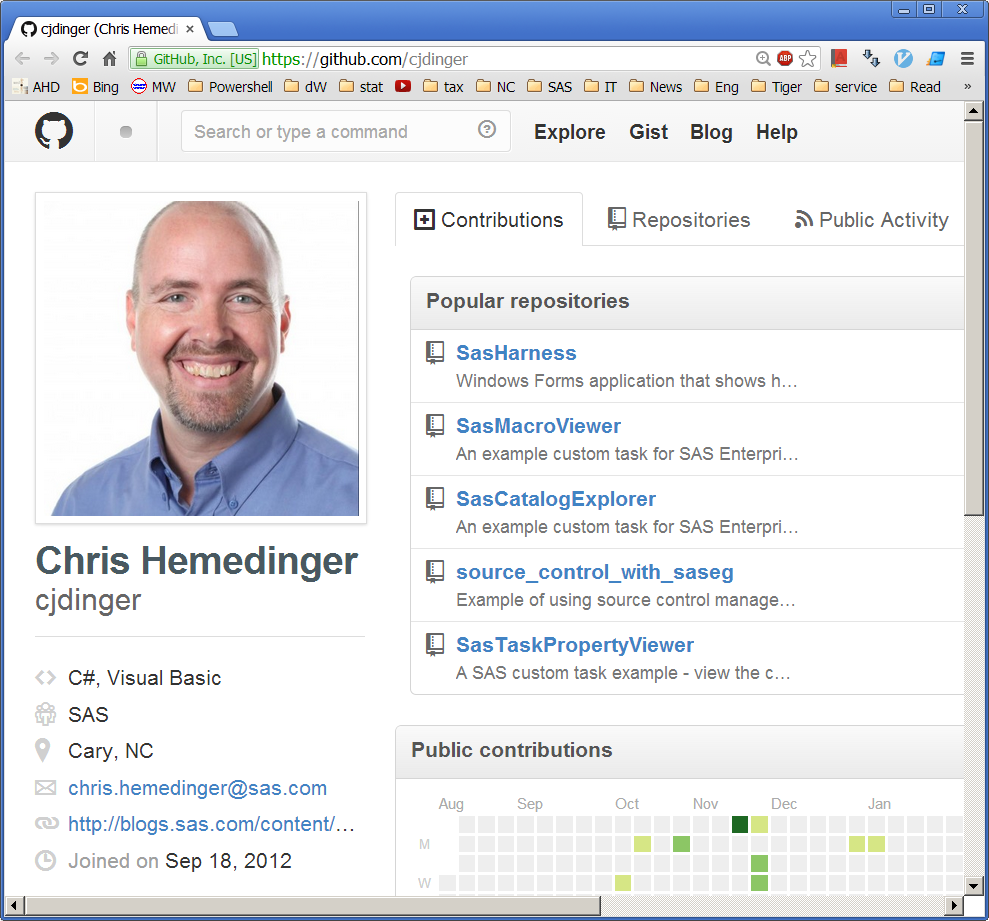 cjdinger (Chris Hemedi
GitHub, Inc. [US] https://github.com/cjdinger
ABP
AHD Bing MW Powershell dW stat tax NC SAS IT News Eng Tiger service Read »
Search or type a command
Explore Gist Blog Help
Contributions Repositories Public Activity
Popular repositories
SasHarness
Windows Forms application that shows h…
SasMacroViewer
An example custom task for SAS Enterpri…
SasCatalogExplorer
An example custom task for SAS Enterpri…
source_control_with_saseg
Example of using source control manage…
SasTaskPropertyViewer
A SAS custom task example - view the c…
Chris Hemedinger
cjdinger
C#, Visual Basic
SAS
Cary, NC
chris.hemedinger@sas.com
http://blogs.sas.com/content/…
Joined on Sep 18, 2012
Public contributions
Aug Sep Oct Nov Dec Jan
M
W